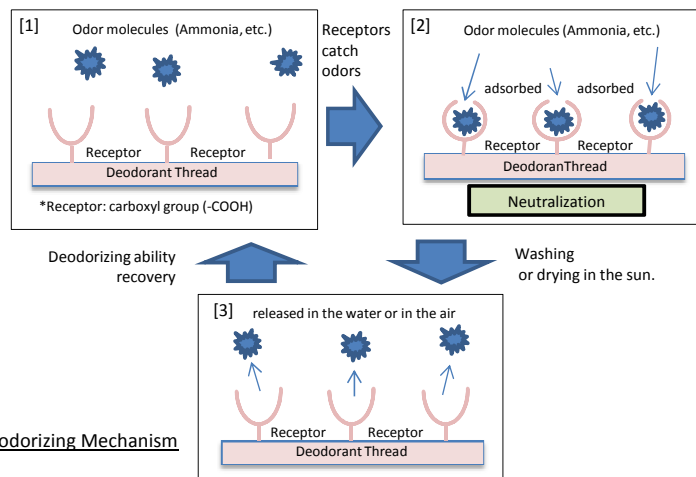 [1]
Odor molecules (Ammonia, etc.)
Receptor Receptor
Deodorant Thread
*Receptor: carboxyl group (-COOH)
Receptors
catch
odors
[2]
Odor molecules (Ammonia, etc.)
adsorbed adsorbed
Receptor Receptor
DeodoranThread
Neutralization
Deodorizing ability
recovery
Washing
or drying in the sun.
[3]
released in the water or in the air
Receptor Receptor
Deodorant Thread
odorizing Mechanism